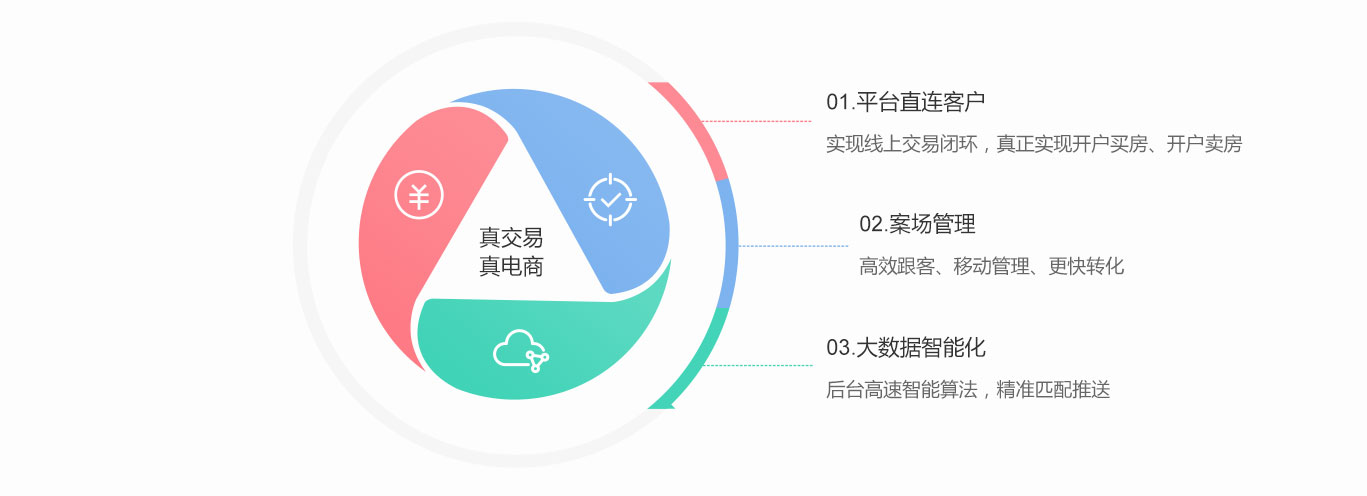 真交易
真电商
01.平台直连客户
实现线上交易闭环，真正实现开户买房、开户卖房
02.案场管理
高效跟客、移动管理、更快转化
03.大数据智能化
后台高速智能算法，精准匹配推送